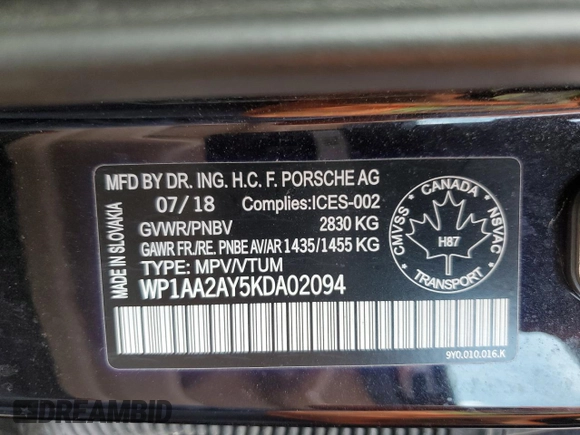 MFD BY DR. ING. H.C. F. PORSCHE AG
07/18 Complies:ICES-002
GVWR/PNBV 2830 KG
GAWR FR./RE. PNBE AV/AR 1435/1455 KG
TYPE: MPV/VTUM
WP1AA2AY5KDA02094
MADE IN SLOVAKIA
CANADA
CMVSS
NSVAC
H87
TRANSPORT
9Y0.010.016.K
DREAMBID